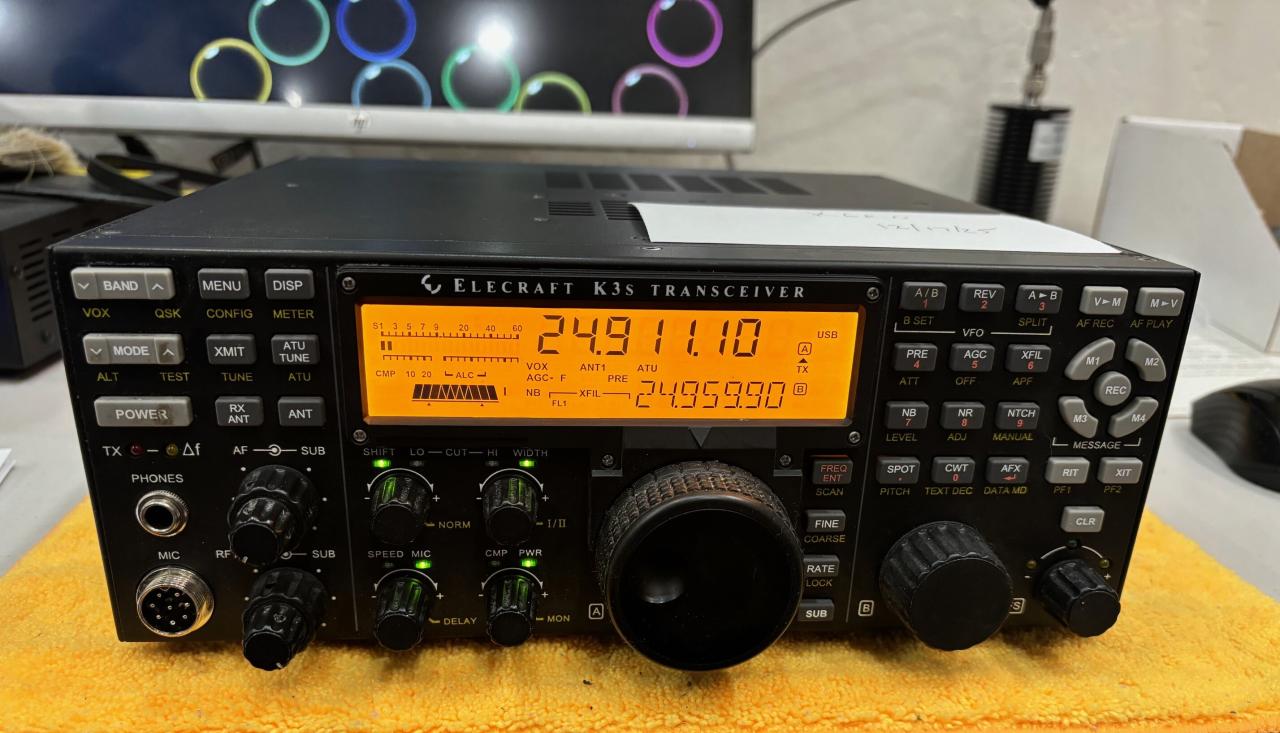 hp
12/17/25
ELECRAFT K3S TRANSCEIVER
BAND MENU DISP
VOX QSK CONFIG METER
MODE XMIT ATU TUNE
ALT TEST TUNE ATU
POWER RX ANT ANT
TX Δf AF SUB
PHONES
MIC RF SUB
S1 3 5 7 9 20 40 60
24.911.10 USB
A
TX
VOX ANT1 ATU
CMP 10 20 ALC
AGC- F PRE
NB XFIL
FL1
24.959.90 B
SHIFT LO CUT HI WIDTH
NORM I/II
SPEED MIC CMP PWR
DELAY MON
A
FREQ ENT
SCAN
FINE
COARSE
RATE
LOCK
SUB
B
A/B 1 REV 2 A►B 3 V►M M►V
B SET VFO SPLIT AF REC AF PLAY
PRE 4 AGC 5 XFIL 6 M1 M2
ATT OFF APF REC
NB 7 NR 8 NTCH 9 M3 M4
LEVEL ADJ MANUAL MESSAGE
SPOT . CWT 0 AFX RIT XIT
PITCH TEXT DEC DATA MD PF1 PF2
CLR